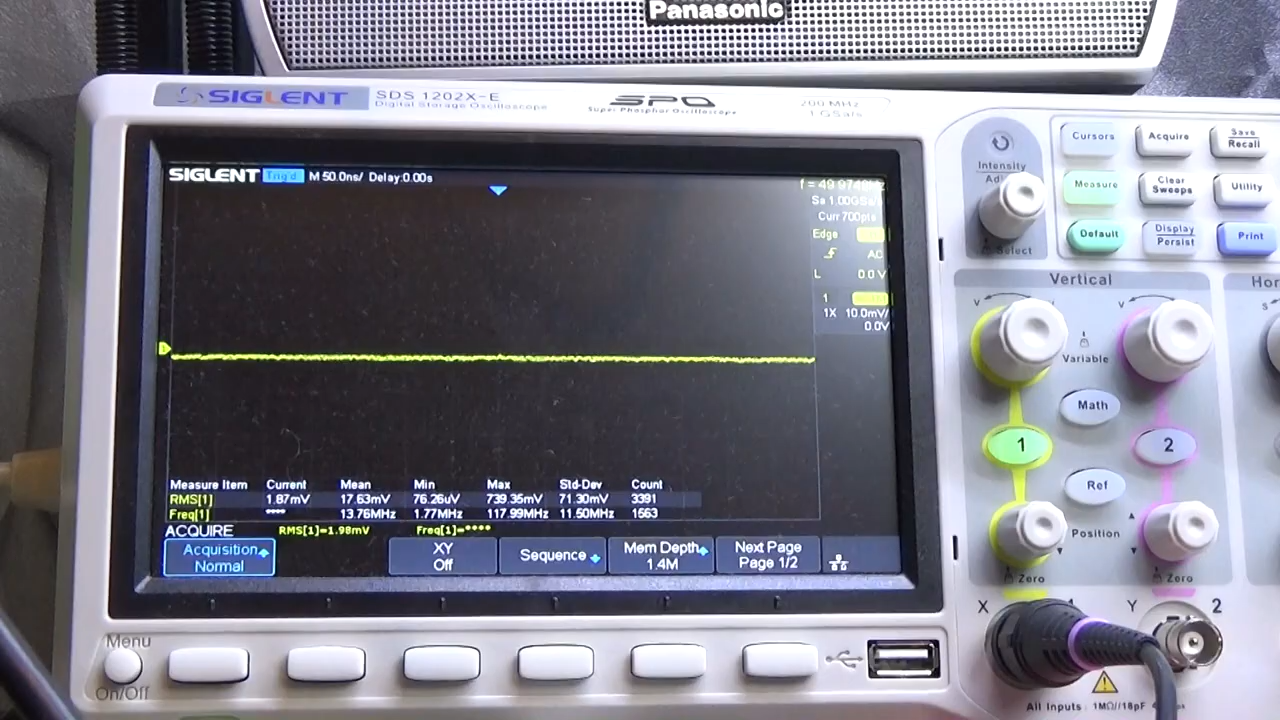 Panasonic
SIGLENT SDS 1202X-E
Digital Storage Oscilloscope
SPO
Super Phosphor Oscilloscope
200 MHz
1 GSa/s
SIGLENT Trig'd M 50.0ns/ Delay:0.00s
Sa 1.00GSa/s
Curr 700pts
Edge
AC
L 0.0V
1
1X 10.0mV/
0.0V
1
Measure Item Current Mean Min Max Std-Dev Count
RMS[1] 1.87mV 17.63mV 76.26uV 739.35mV 71.30mV 3391
Freq[1] **** 13.76MHz 1.77MHz 117.99MHz 11.50MHz 1563
ACQUIRE RMS[1]=1.98mV Freq[1]=****
Acquisition
Normal
XY
Off
Sequence
Mem Depth
1.4M
Next Page
Page 1/2
Menu
On/Off
Intensity
Adjust
Select
Cursors
Acquire
Save
Recall
Measure
Clear
Sweeps
Utility
Default
Display
Persist
Print
Vertical
V V
Variable
Math
1 2
Ref
Position
Zero Zero
X 1 Y 2
All Inputs : 1MΩ//18pF